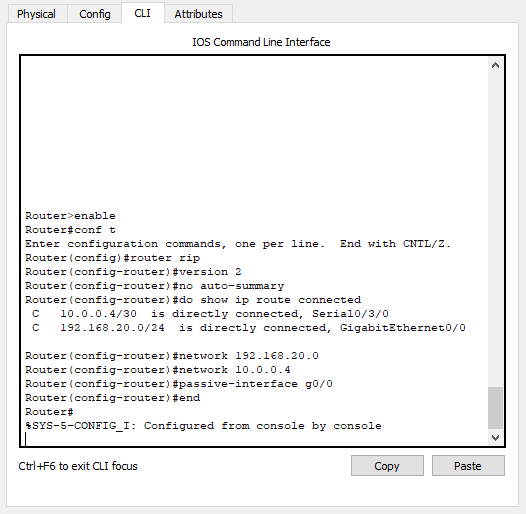 Physical Config CLI Attributes
IOS Command Line Interface
Router>enable
Router#conf t
Enter configuration commands, one per line.  End with CNTL/Z.
Router(config)#router rip
Router(config-router)#version 2
Router(config-router)#no auto-summary
Router(config-router)#do show ip route connected
 C   10.0.0.4/30  is directly connected, Serial0/3/0
 C   192.168.20.0/24  is directly connected, GigabitEthernet0/0
Router(config-router)#network 192.168.20.0
Router(config-router)#network 10.0.0.4
Router(config-router)#passive-interface g0/0
Router(config-router)#end
Router#
%SYS-5-CONFIG_I: Configured from console by console
Ctrl+F6 to exit CLI focus
Copy Paste